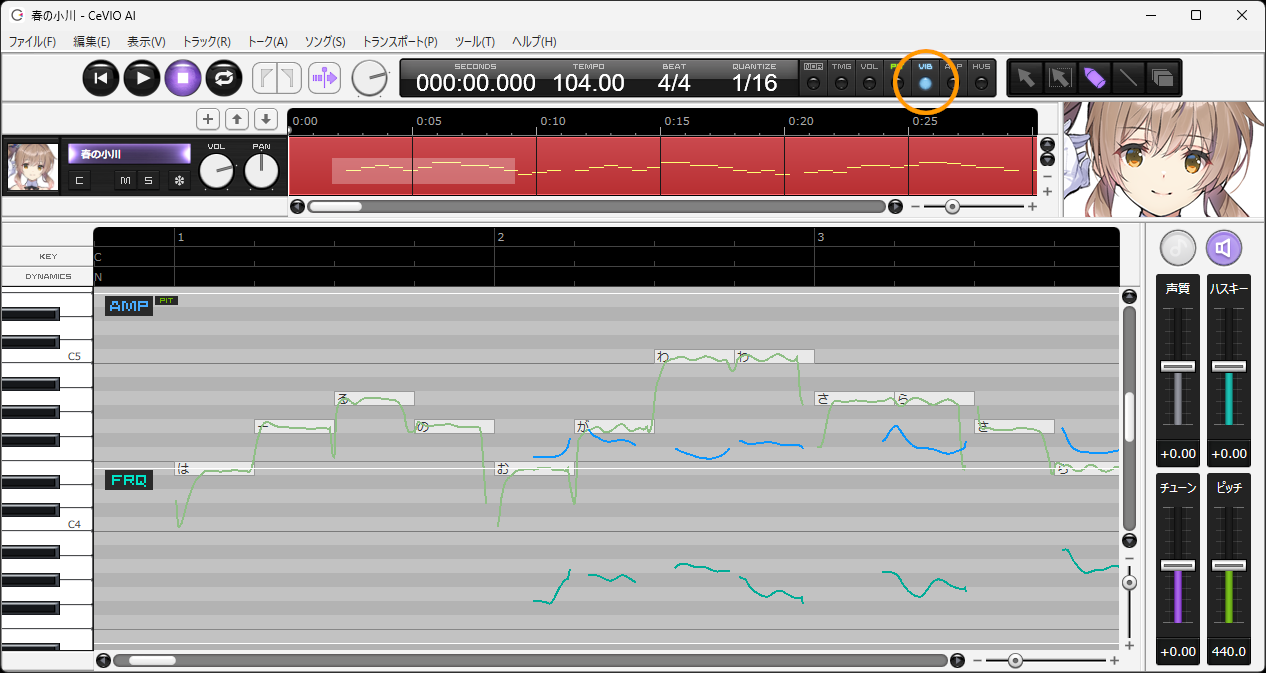 春の小川 - CeVIO AI
ファイル(F) 編集(E) 表示(V) トラック(R) トーク(A) ソング(S) トランスポート(P) ツール(T) ヘルプ(H)
SECONDS TEMPO BEAT QUANTIZE
000:00.000 104.00 4/4 1/16
NOR TMG VOL VIB HUS
0:00 0:05 0:10 0:15 0:20 0:25
春の小川
VOL PAN
C M S
1 2 3
KEY C
DYNAMICS N
AMP PIT
C5
わ わ
る さ ら
ー の が さ
は お ら
FRQ
C4
声質 ハスキー
+0.00 +0.00
チューン ピッチ
+0.00 440.0